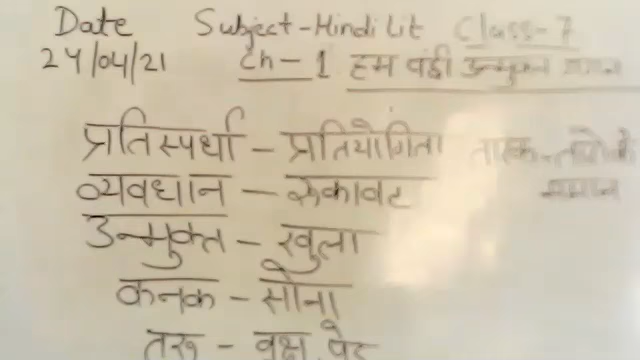 Date Subject-Hindi Lit Class-7
24/04/21 Ch-1 हम पंछी उन्मुक्त गगन
प्रतिस्पर्धा - प्रतियोगिता
व्यवधान - रुकावट समान
उन्मुक्त - खुला
कनक - सोना
तरु - वृक्ष, पेड़